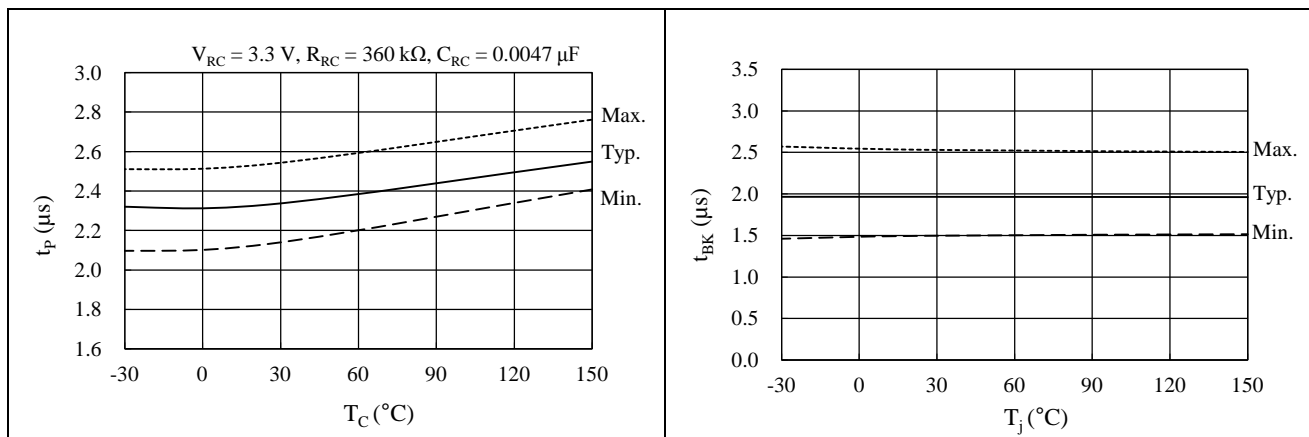 V_RC = 3.3 V, R_RC = 360 kΩ, C_RC = 0.0047 μF
t_P (μs)
3.0
2.8
2.6
2.4
2.2
2.0
1.8
1.6
Max.
Typ.
Min.
-30 0 30 60 90 120 150
T_C (°C)
t_BK (μs)
3.5
3.0
2.5
2.0
1.5
1.0
0.5
0.0
Max.
Typ.
Min.
-30 0 30 60 90 120 150
T_j (°C)